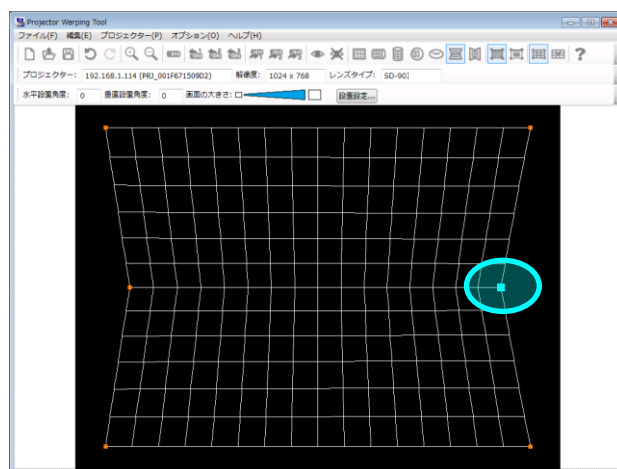 Projector Warping Tool
ファイル(F) 編集(E) プロジェクター(P) オプション(O) ヘルプ(H)
プロジェクター: 192.168.1.114 (PRJ_001F671509D2) 解像度: 1024 x 768 レンズタイプ: SD-903
水平設置角度: 0 垂直設置角度: 0 画面の大きさ: 設置設定...